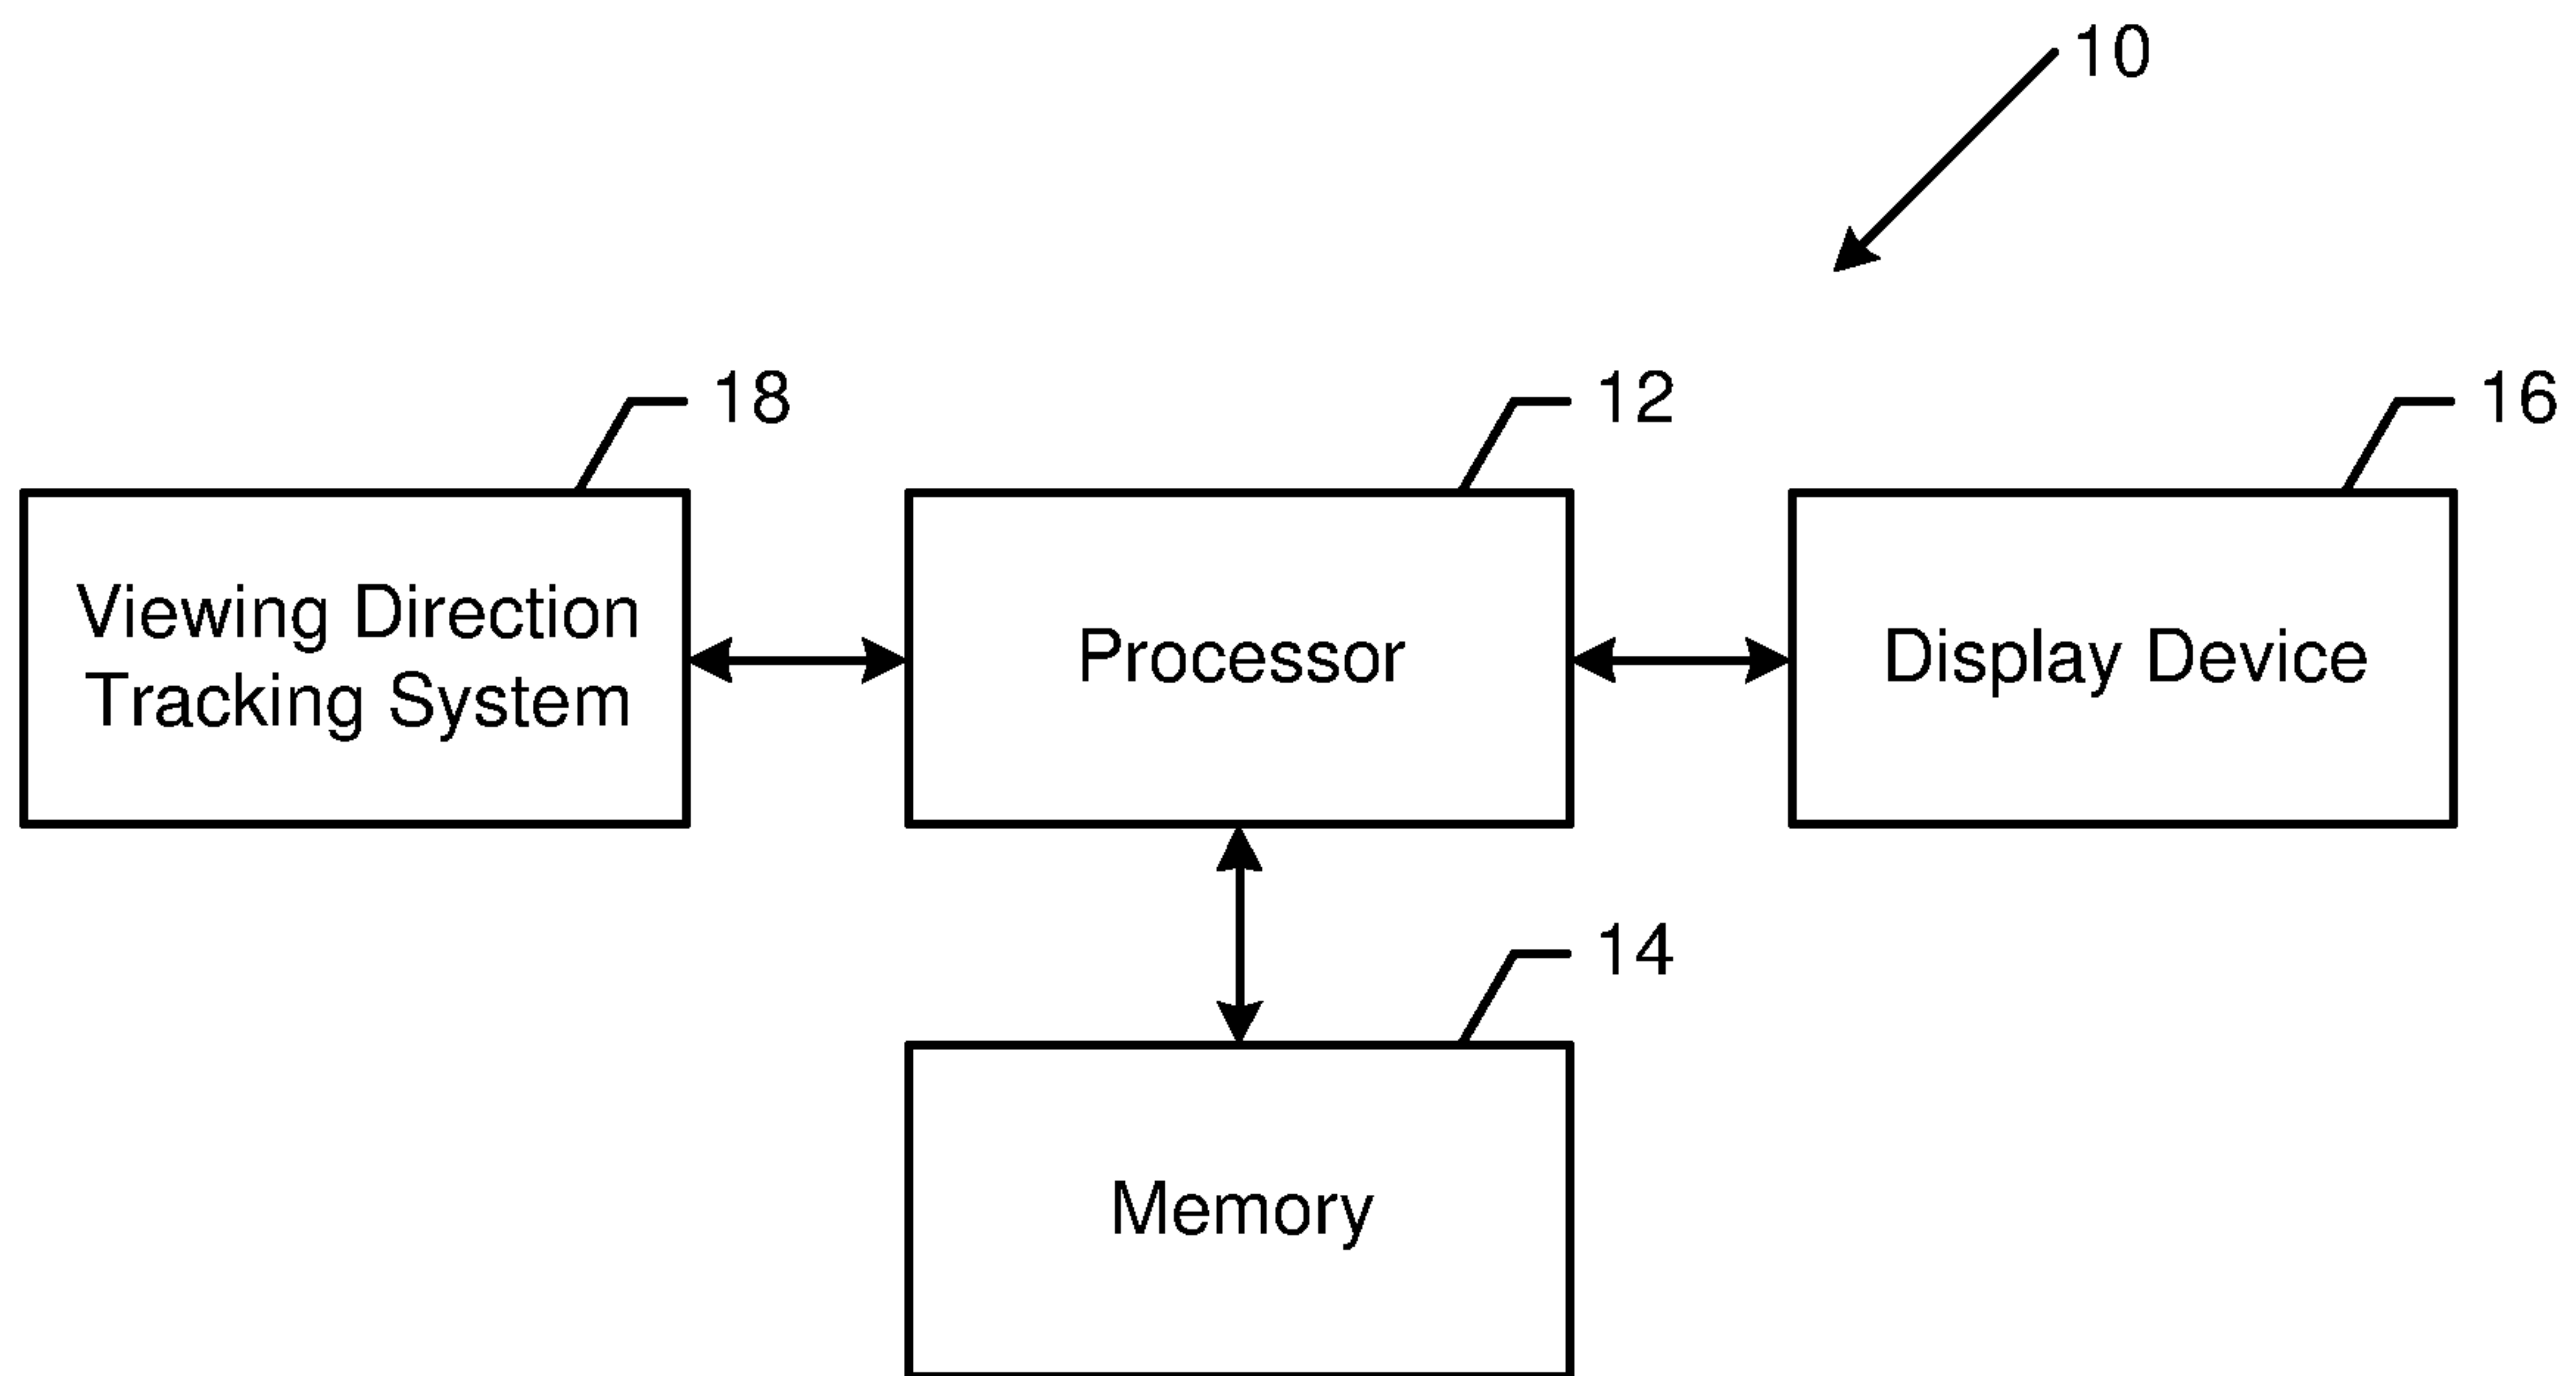 10
18
12
16
Viewing Direction
Tracking System
Processor
Display Device
14
Memory